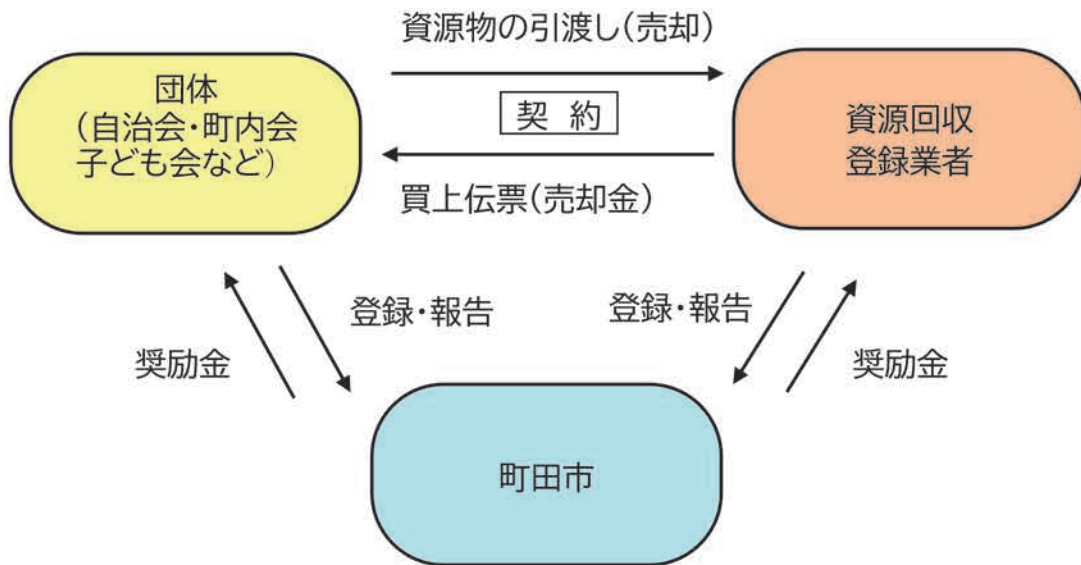 資源物の引渡し(売却)
団体
(自治会・町内会
子ども会など)
契 約
資源回収
登録業者
買上伝票(売却金)
登録・報告
登録・報告
奨励金
奨励金
町田市